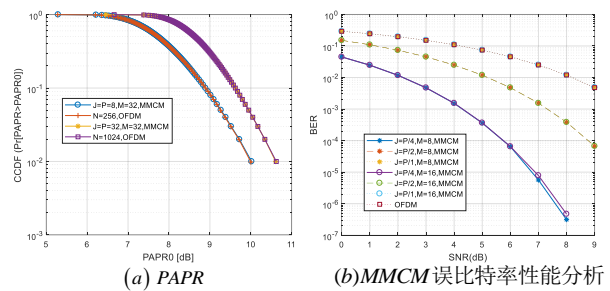 10^0
10^-1
10^-2
10^-3
CCDF (Pr[PAPR>PAPR0])
J=P=8,M=32,MMCM
N=256,OFDM
J=P=32,M=32,MMCM
N=1024,OFDM
5 6 7 8 9 10 11
PAPR0 [dB]
(a) PAPR
10^0
10^-1
10^-2
10^-3
10^-4
10^-5
10^-6
10^-7
BER
J=P/4,M=8,MMCM
J=P/2,M=8,MMCM
J=P/1,M=8,MMCM
J=P/4,M=16,MMCM
J=P/2,M=16,MMCM
J=P/1,M=16,MMCM
OFDM
0 1 2 3 4 5 6 7 8 9
SNR(dB)
(b)MMCM误比特率性能分析